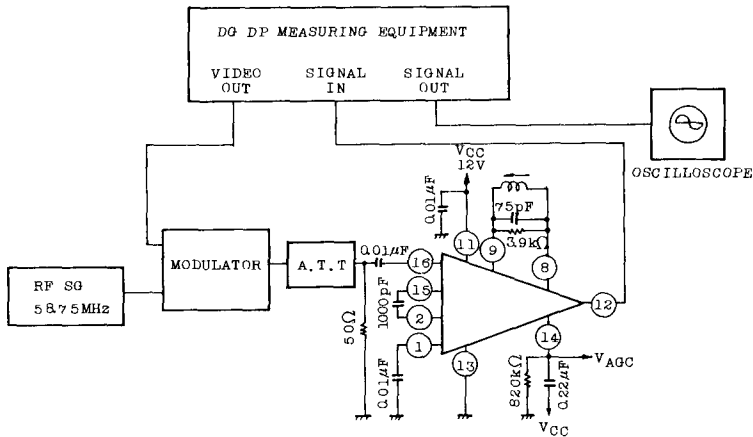 DG DP MEASURING EQUIPMENT
VIDEO OUT
SIGNAL IN
SIGNAL OUT
OSCILLOSCOPE
VCC
12V
0.01μF
75pF
3.9kΩ
11
9
8
MODULATOR
A.T.T
0.01μF
16
15
2
1
1000pF
50Ω
0.01μF
RF SG
58.75MHz
12
13
14
VAGC
820kΩ
0.22μF
VCC